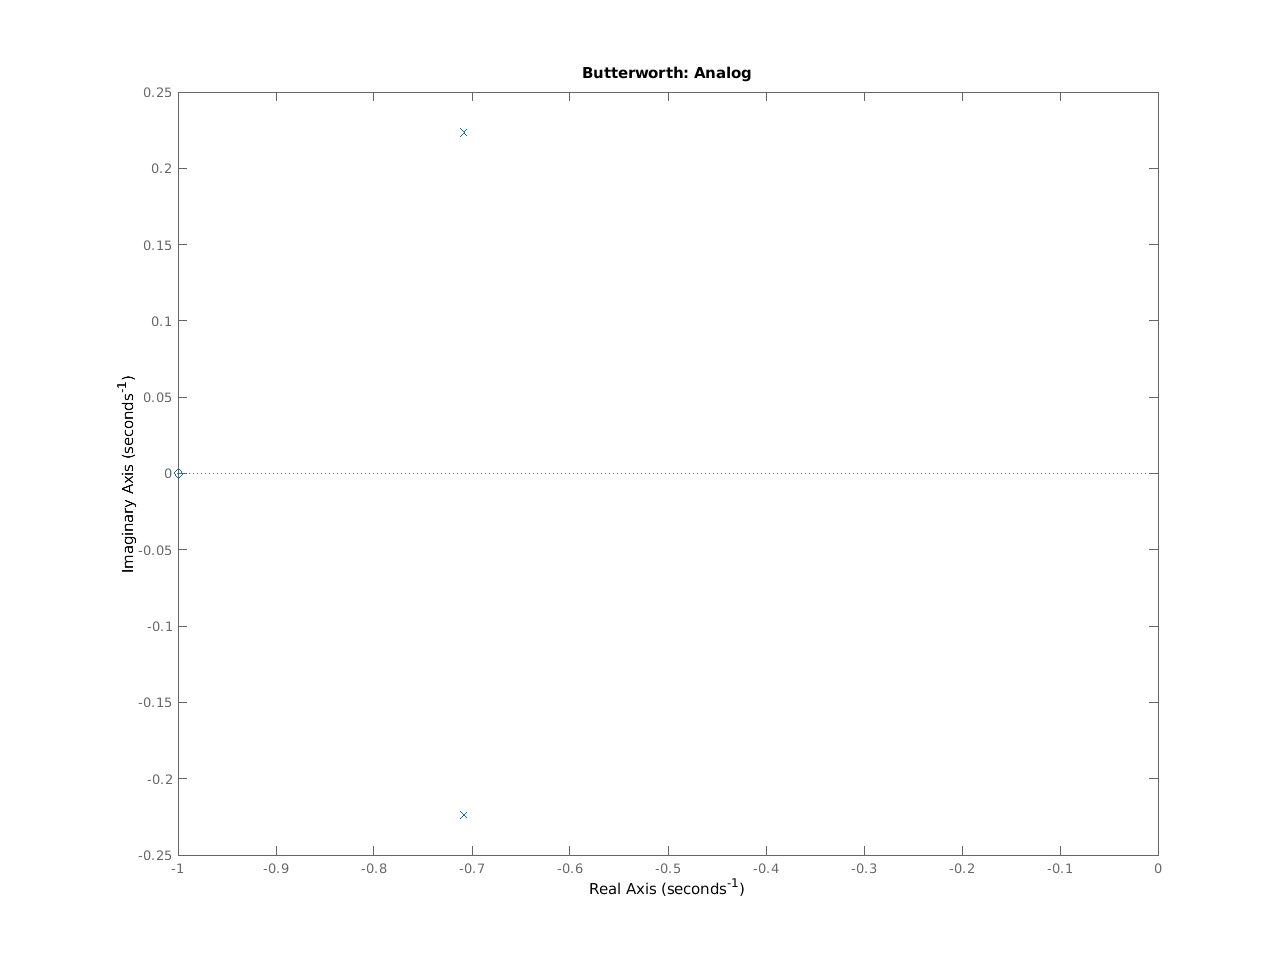 Butterworth: Analog
0.25
0.2
0.15
0.1
0.05
0
-0.05
-0.1
-0.15
-0.2
-0.25
Imaginary Axis (seconds⁻¹)
-1 -0.9 -0.8 -0.7 -0.6 -0.5 -0.4 -0.3 -0.2 -0.1 0
Real Axis (seconds⁻¹)